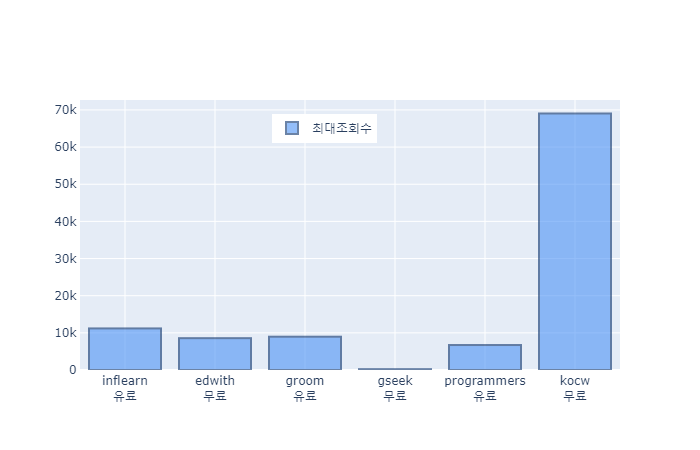 최대조회수
70k
60k
50k
40k
30k
20k
10k
0
inflearn edwith groom gseek programmers kocw
유료 무료 유료 무료 유료 무료